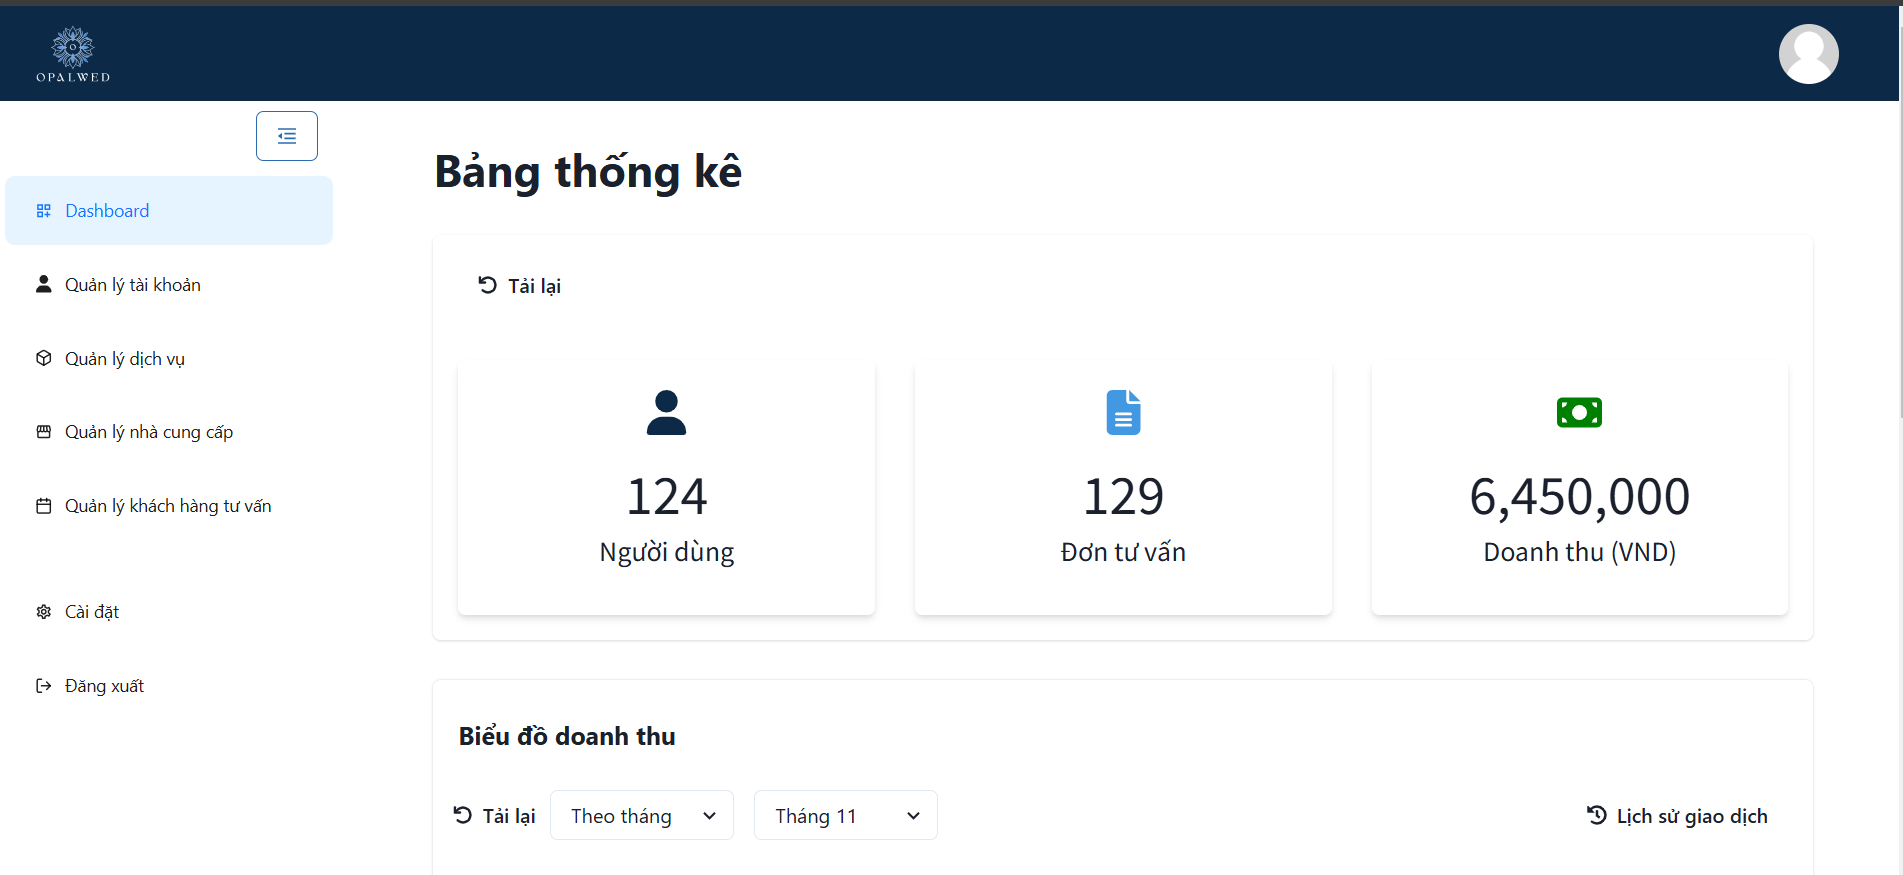 OPALWED
Dashboard
Quản lý tài khoản
Quản lý dịch vụ
Quản lý nhà cung cấp
Quản lý khách hàng tư vấn
Cài đặt
Đăng xuất
Bảng thống kê
Tải lại
124
Người dùng
129
Đơn tư vấn
6,450,000
Doanh thu (VND)
Biểu đồ doanh thu
Tải lại
Theo tháng
Tháng 11
Lịch sử giao dịch